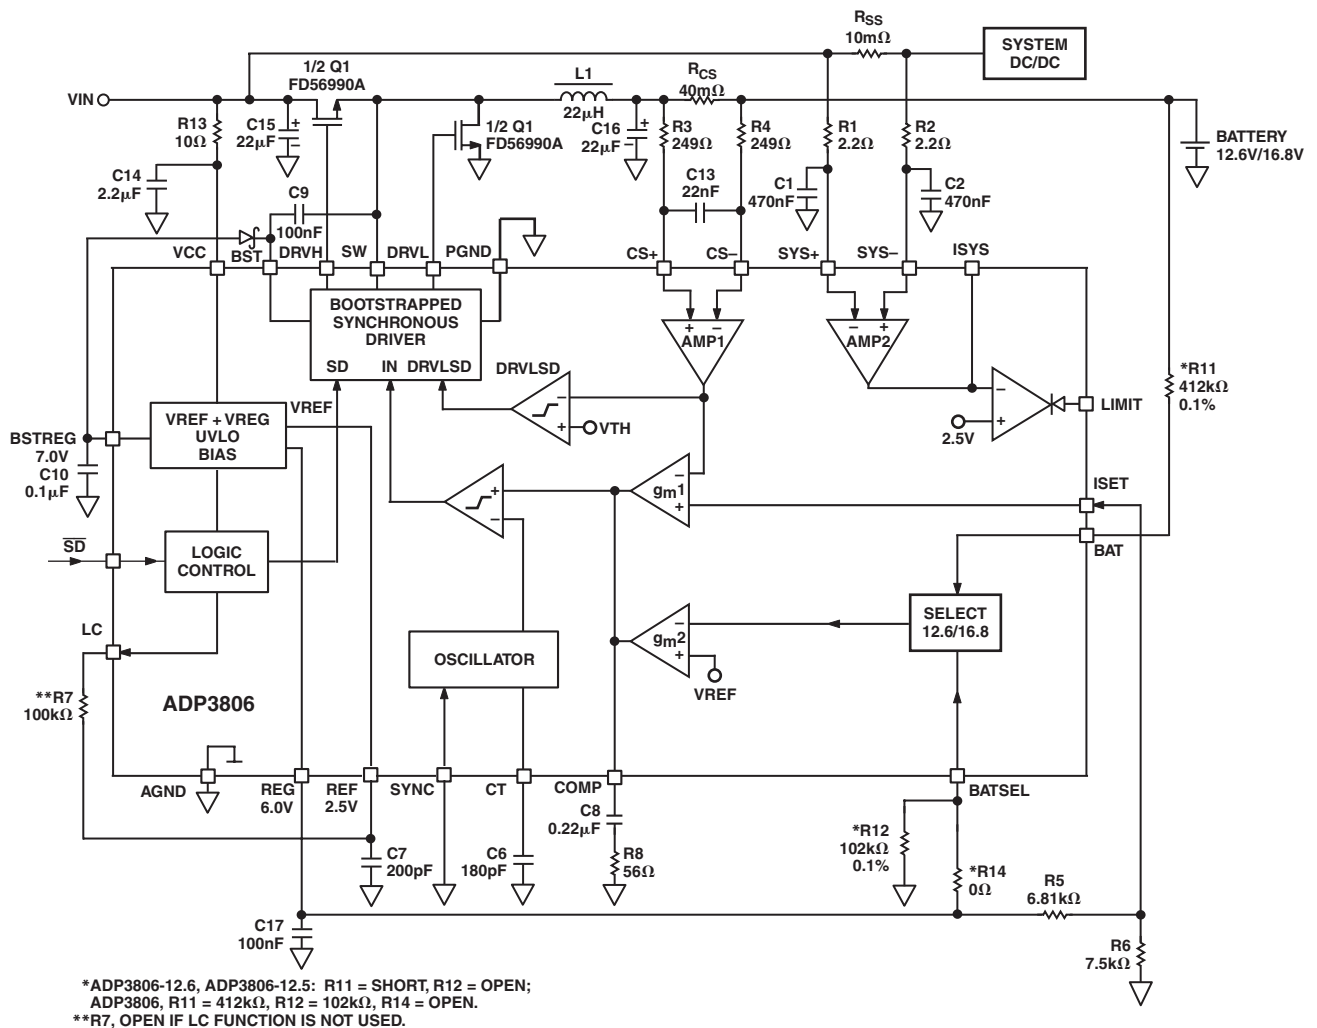 RSS
10mΩ
SYSTEM
DC/DC
1/2 Q1
FD56990A
L1
22μH
RCS
40mΩ
VIN
R13
10Ω
C15
22μF
+
−
1/2 Q1
FD56990A
C16
22μF
+
−
R3
249Ω
R4
249Ω
R1
2.2Ω
R2
2.2Ω
BATTERY
12.6V/16.8V
C14
2.2μF
C9
100nF
C13
22nF
C1
470nF
C2
470nF
VCC
BST
DRVH
SW
DRVL
PGND
CS+
CS−
SYS+
SYS−
ISYS
BOOTSTRAPPED
SYNCHRONOUS
DRIVER
SD IN DRVLSD
+ −
AMP1
− +
AMP2
DRVLSD
−
+
VTH
−
+
2.5V
LIMIT
*R11
412kΩ
0.1%
VREF + VREG
UVLO
BIAS
VREF
BSTREG
7.0V
C10
0.1μF
+
−
−
gm1
+
ISET
BAT
SD
LOGIC
CONTROL
LC
SELECT
12.6/16.8
−
gm2
+
VREF
OSCILLATOR
**R7
100kΩ
ADP3806
AGND
REG
6.0V
REF
2.5V
SYNC
CT
COMP
BATSEL
C8
0.22μF
R8
56Ω
C7
200pF
C6
180pF
*R12
102kΩ
0.1%
*R14
0Ω
R5
6.81kΩ
C17
100nF
R6
7.5kΩ
*ADP3806-12.6, ADP3806-12.5: R11 = SHORT, R12 = OPEN;
ADP3806, R11 = 412kΩ, R12 = 102kΩ, R14 = OPEN.
**R7, OPEN IF LC FUNCTION IS NOT USED.